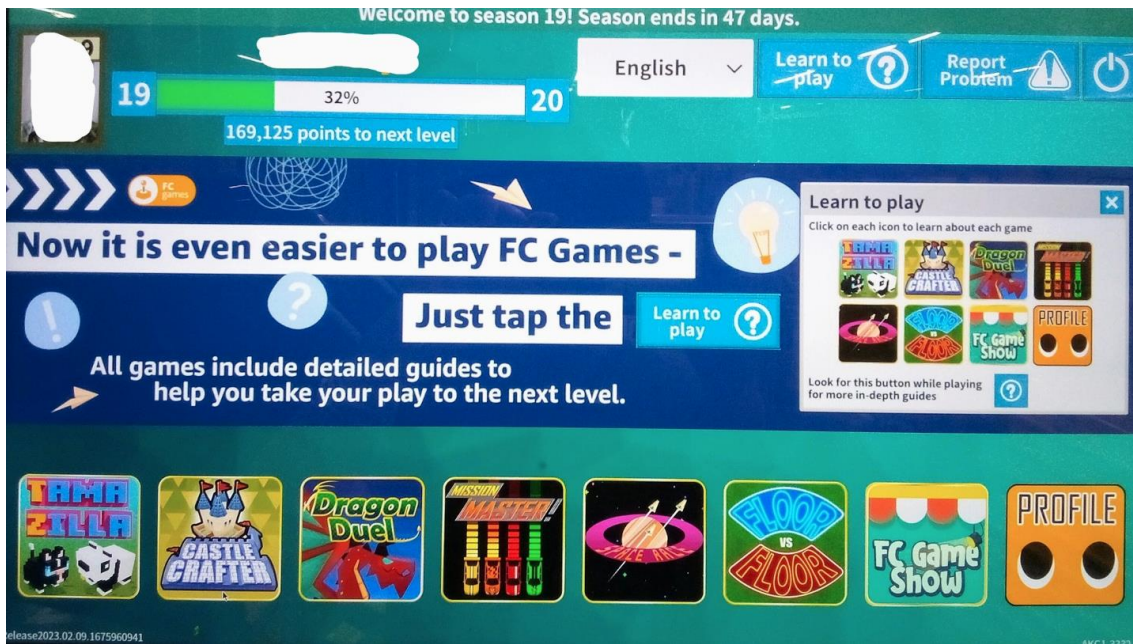 Welcome to season 19! Season ends in 47 days.
9
English
Learn to
play
?
Report
Problem
!
19
32%
20
169,125 points to next level
FC
games
Now it is even easier to play FC Games -
Just tap the
Learn to
play
?
All games include detailed guides to
help you take your play to the next level.
Learn to play
Click on each icon to learn about each game
TAMA
ZILLA
CASTLE
CRAFTER
Dragon
Duel
MISSION
MASTER!
FLOOR
vs
FLOOR
FC Game
Show
PROFILE
Look for this button while playing
for more in-depth guides
?
TAMA
ZILLA
CASTLE
CRAFTER
Dragon
Duel
MISSION
MASTER!
SPACE RACE
FLOOR
vs
FLOOR
FC Game
Show
PROFILE
elease2023.02.09.1675960941